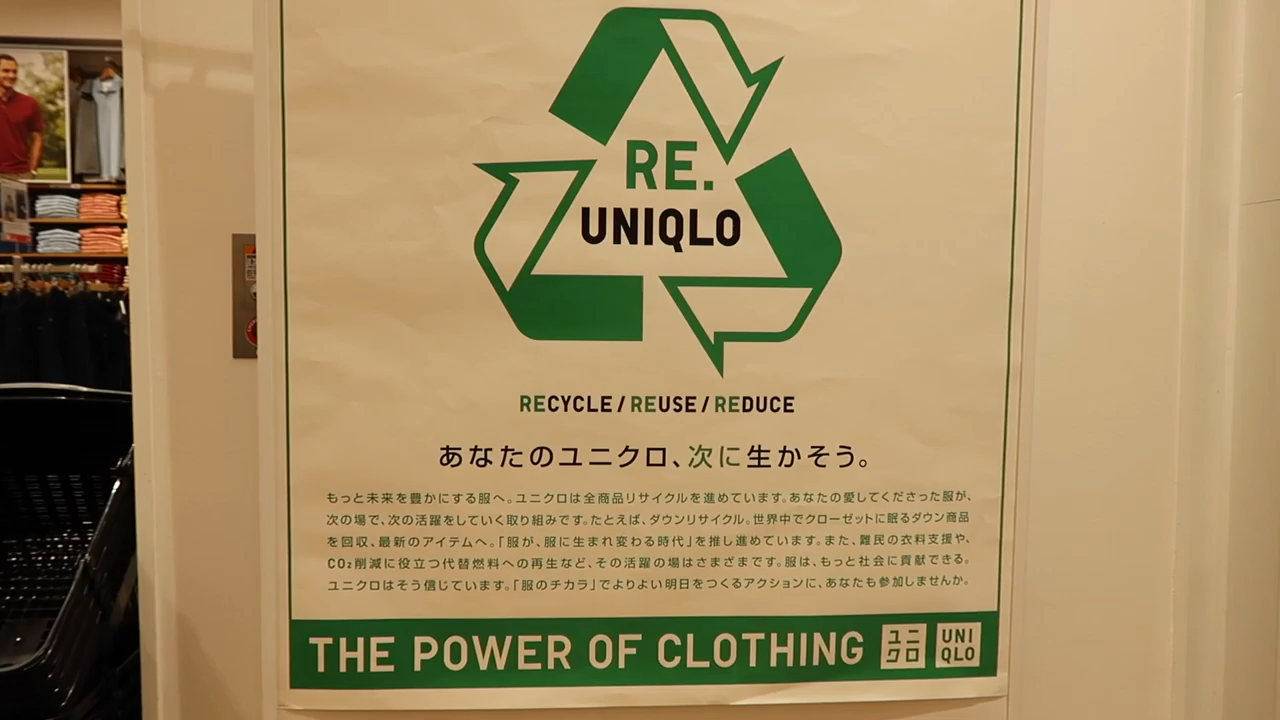 RE.
UNIQLO
RECYCLE / REUSE / REDUCE
あなたのユニクロ、次に生かそう。
もっと未来を豊かにする服へ。ユニクロは全商品リサイクルを進めています。あなたの愛してくださった服が、
次の場で、次の活躍をしていく取り組みです。たとえば、ダウンリサイクル。世界中でクローゼットに眠るダウン商品
を回収、最新のアイテムへ。「服が、服に生まれ変わる時代」を推し進めています。また、難民の衣料支援や、
CO₂削減に役立つ代替燃料への再生など、その活躍の場はさまざまです。服は、もっと社会に貢献できる。
ユニクロはそう信じています。「服のチカラ」でよりよい明日をつくるアクションに、あなたも参加しませんか。
THE POWER OF CLOTHING
ユニ
クロ
UNI
QLO